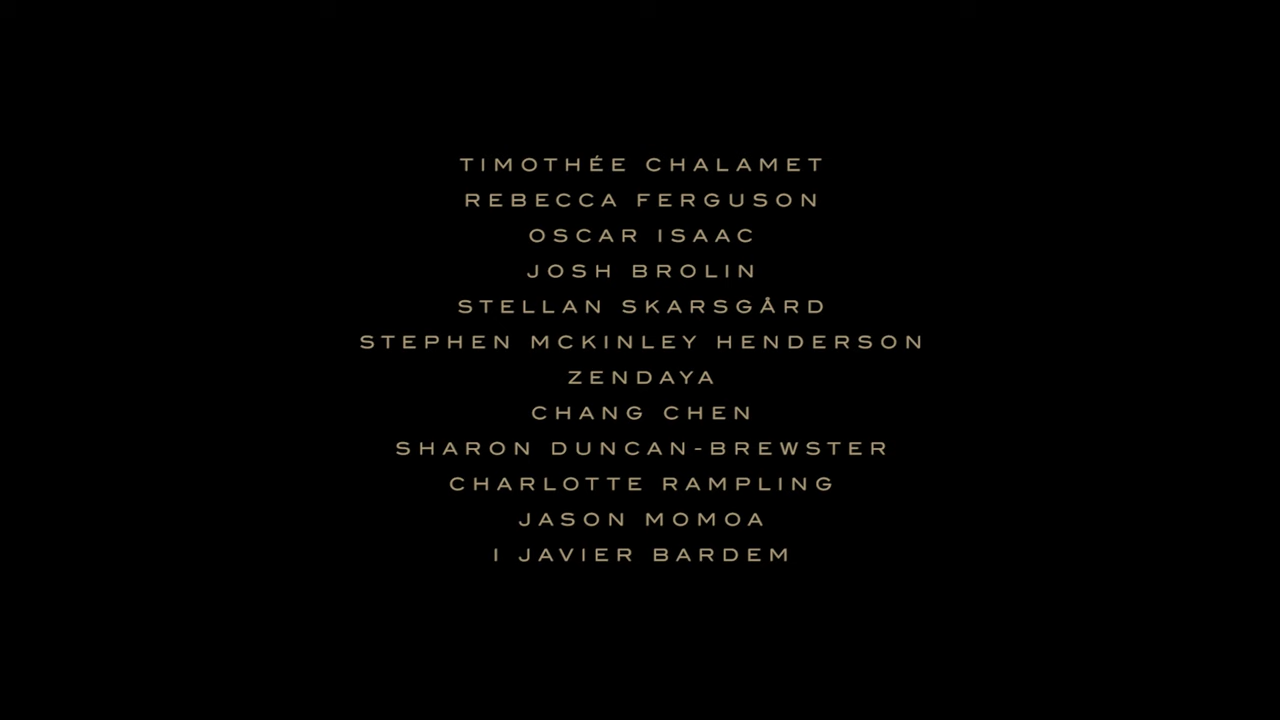 TIMOTHÉE CHALAMET
REBECCA FERGUSON
OSCAR ISAAC
JOSH BROLIN
STELLAN SKARSGÅRD
STEPHEN MCKINLEY HENDERSON
ZENDAYA
CHANG CHEN
SHARON DUNCAN-BREWSTER
CHARLOTTE RAMPLING
JASON MOMOA
I JAVIER BARDEM